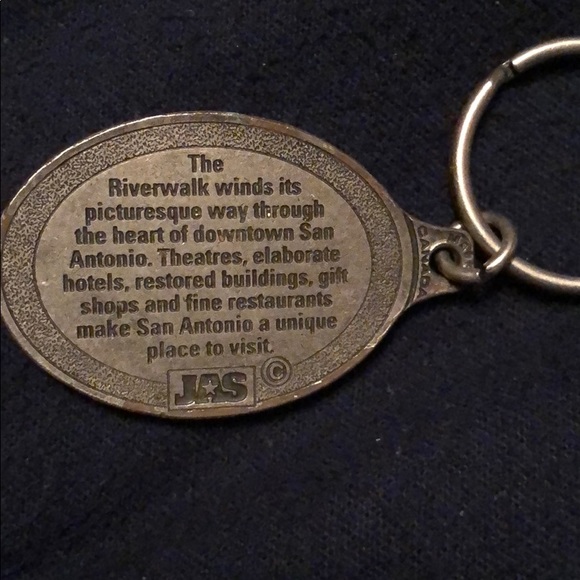 The
Riverwalk winds its
picturesque way through
the heart of downtown San
Antonio. Theatres, elaborate
hotels, restored buildings, gift
shops and fine restaurants
make San Antonio a unique
place to visit.
JAS ©
CANADA